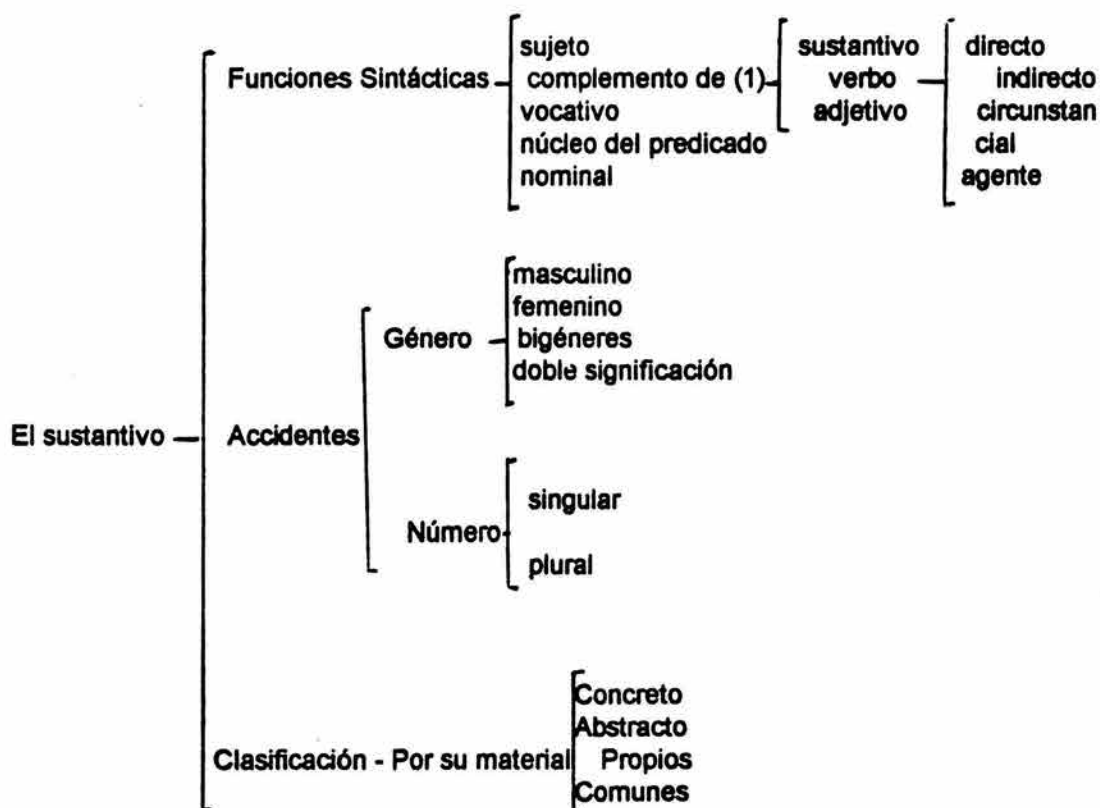 El sustantivo
Funciones Sintácticas
sujeto
complemento de (1)
vocativo
núcleo del predicado
nominal
sustantivo
verbo
adjetivo
directo
indirecto
circunstan
cial
agente
Accidentes
Género
masculino
femenino
bigéneres
doble significación
Número
singular
plural
Clasificación - Por su material
Concreto
Abstracto
Propios
Comunes